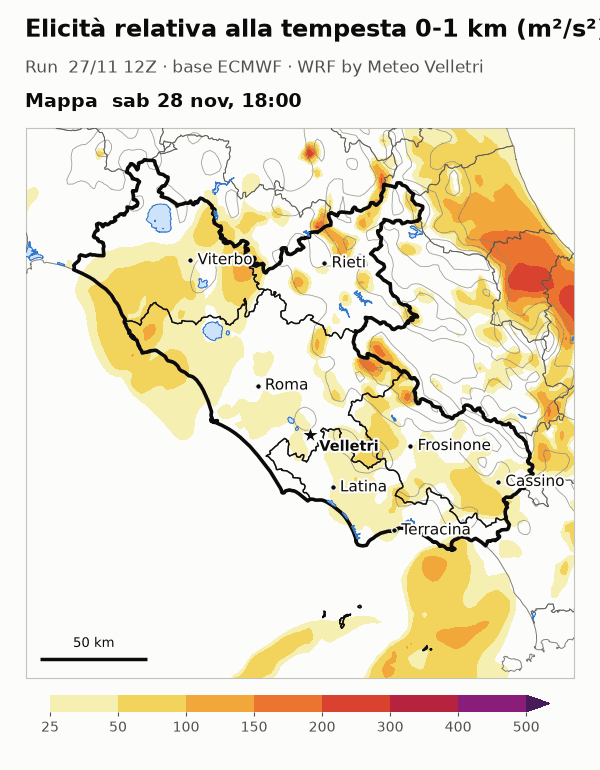 Elicità relativa alla tempesta 0-1 km (m²/s²)
Run  27/11 12Z · base ECMWF · WRF by Meteo Velletri
Mappa  sab 28 nov, 18:00
Viterbo
Rieti
Roma
Velletri
Frosinone
Cassino
Latina
Terracina
50 km
25 50 100 150 200 300 400 500